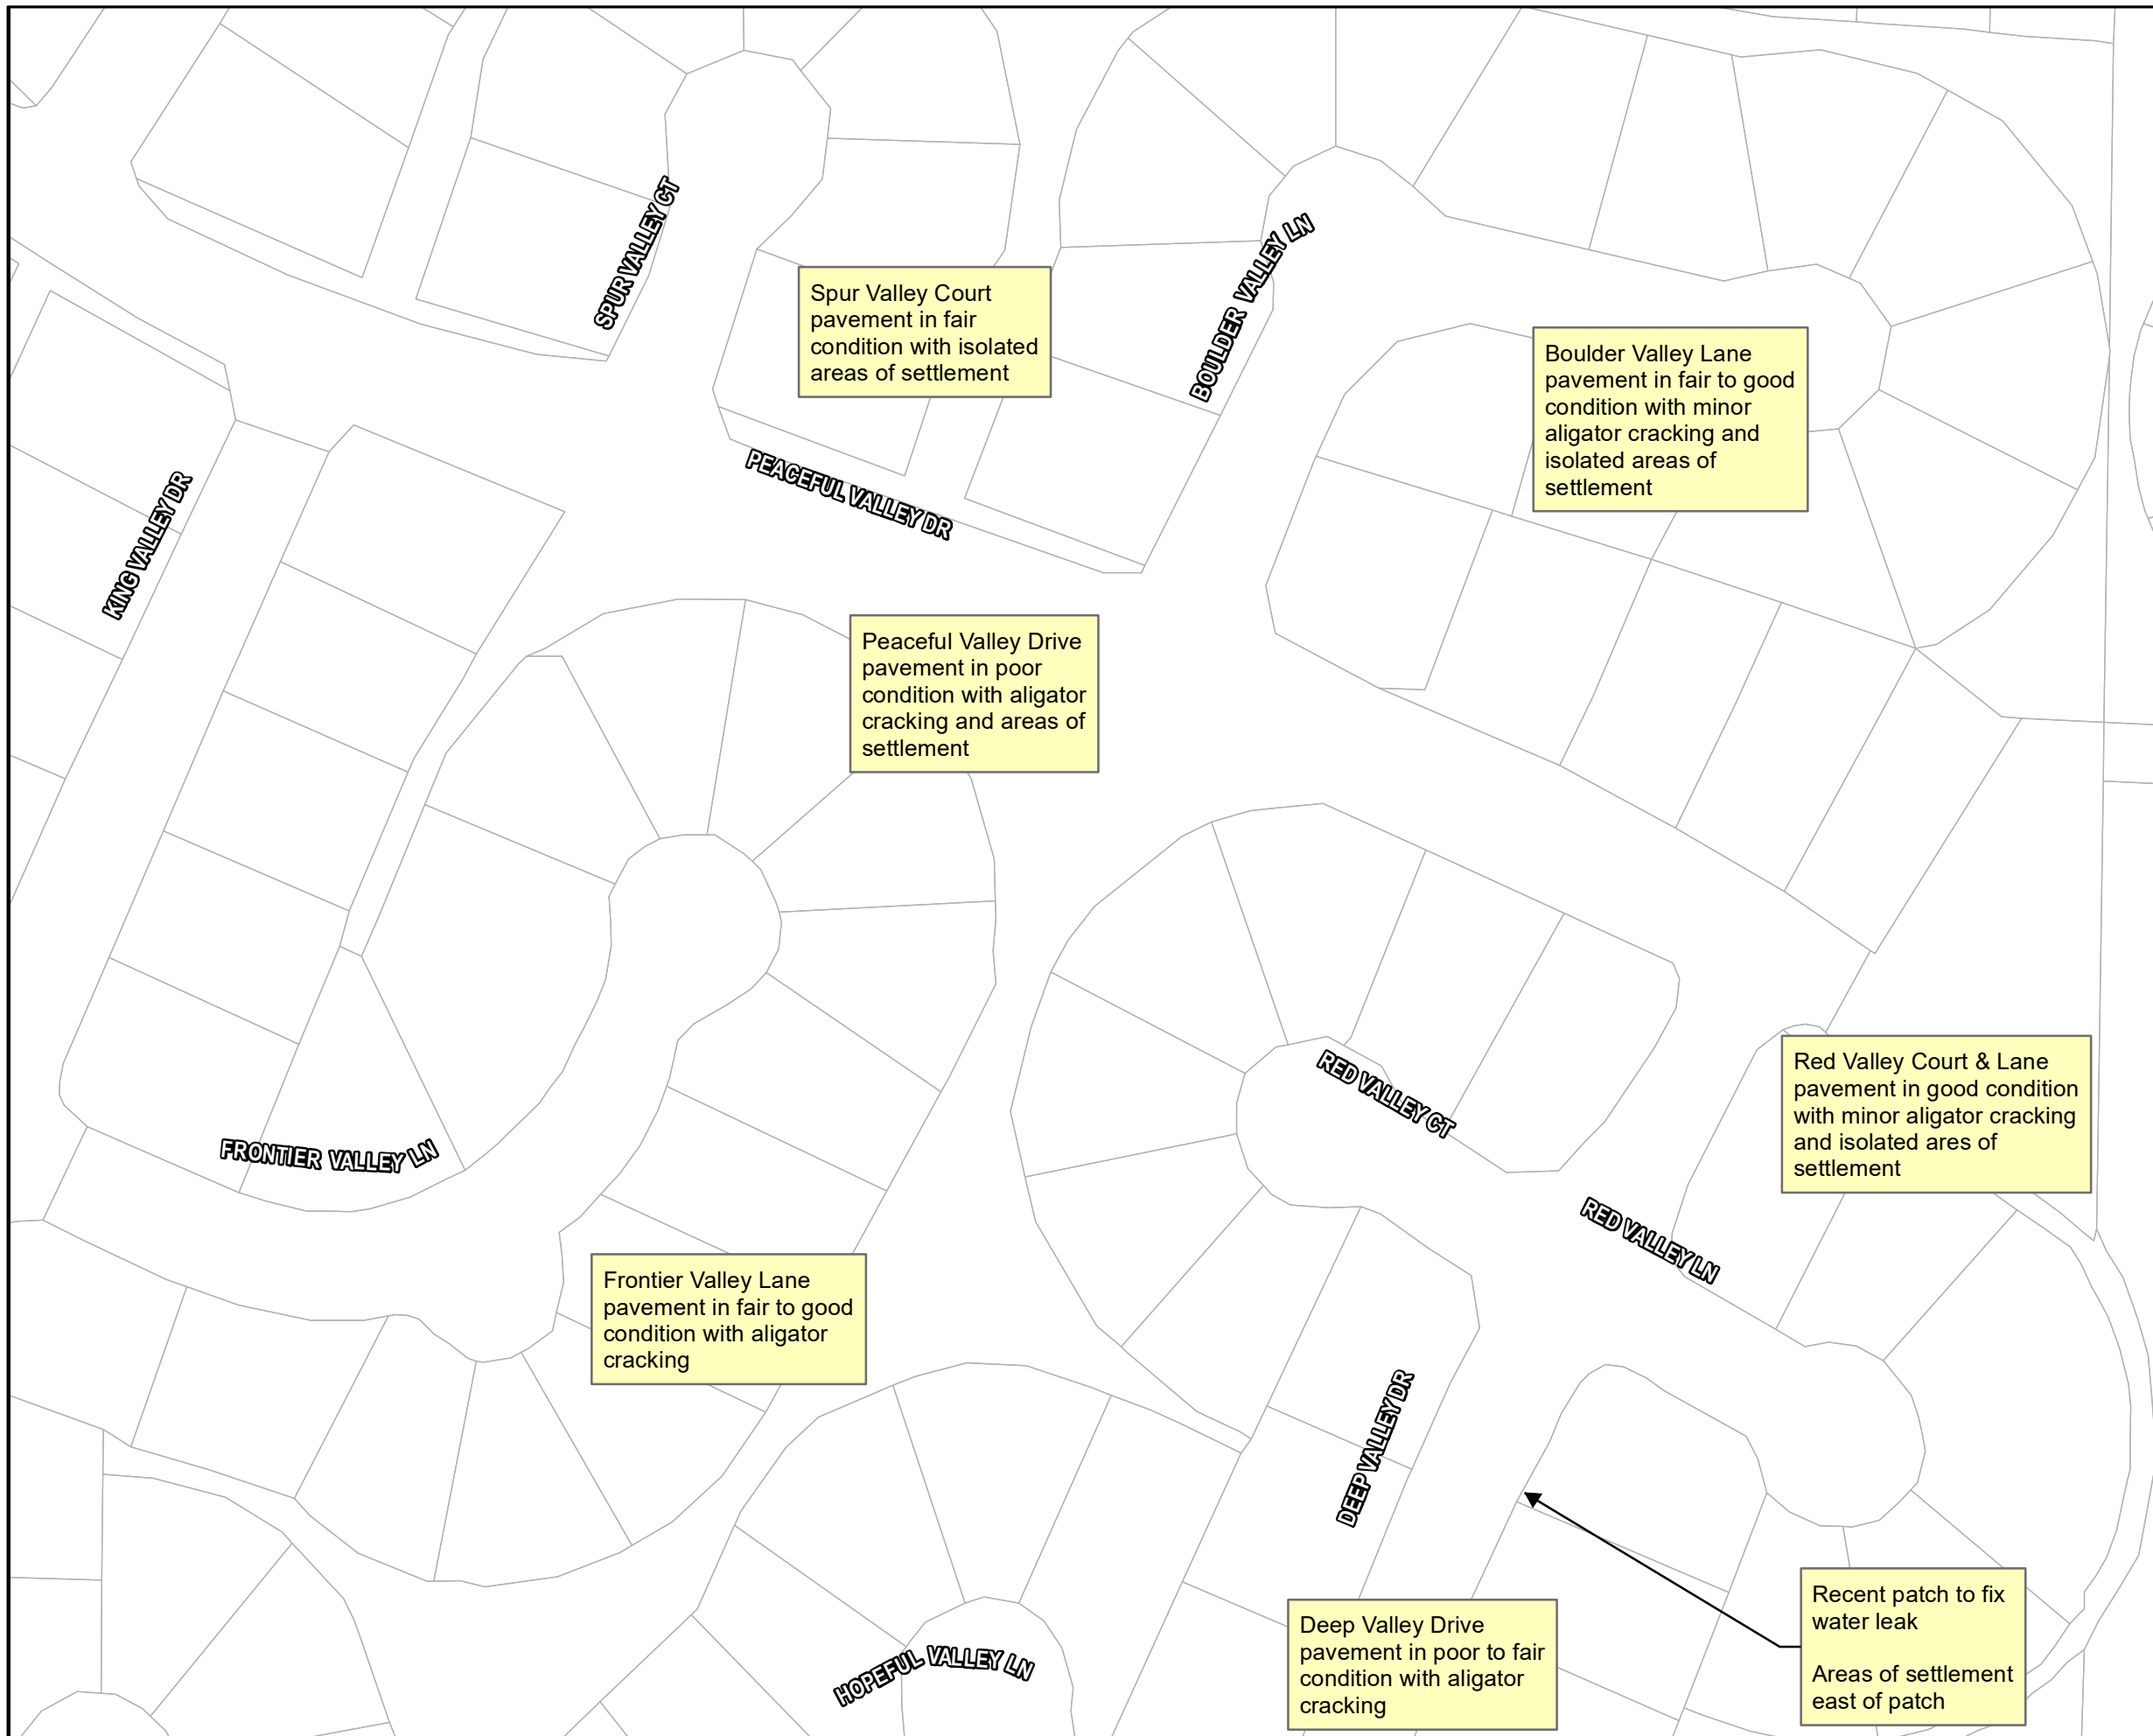 SPUR VALLEY CT
BOULDER VALLEY LN
Spur Valley Court
pavement in fair
condition with isolated
areas of settlement
Boulder Valley Lane
pavement in fair to good
condition with minor
aligator cracking and
isolated areas of
settlement
PEACEFUL VALLEY DR
KING VALLEY DR
Peaceful Valley Drive
pavement in poor
condition with aligator
cracking and areas of
settlement
RED VALLEY CT
Red Valley Court & Lane
pavement in good condition
with minor aligator cracking
and isolated ares of
settlement
FRONTIER VALLEY LN
RED VALLEY LN
Frontier Valley Lane
pavement in fair to good
condition with aligator
cracking
DEEP VALLEY DR
Recent patch to fix
water leak
Areas of settlement
east of patch
Deep Valley Drive
pavement in poor to fair
condition with aligator
cracking
HOPEFUL VALLEY LN